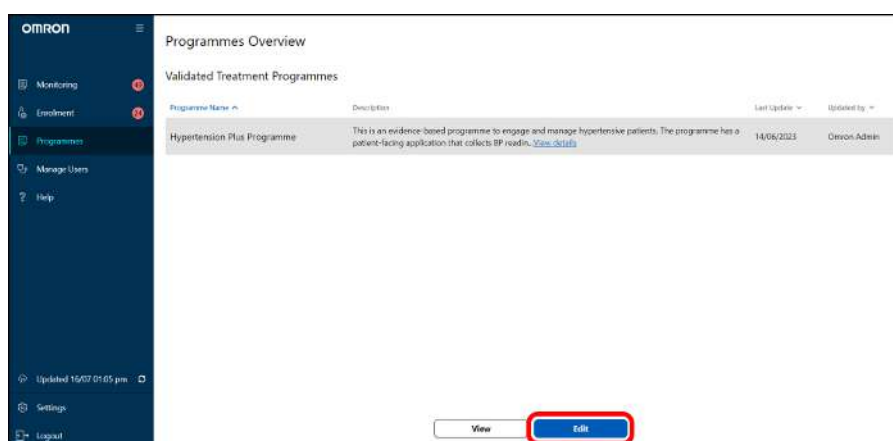 OMRON
Programmes Overview
Monitoring
Enrolment 24
Programmes
Manage Users
? Help
Validated Treatment Programmes
Programme Name Description Last Update Updated by
Hypertension Plus Programme
This is an evidence-based programme to engage and manage hypertensive patients. The programme has a
patient-facing application that collects BP readin.. View details
14/06/2023 Omron Admin
Updated 16/07 01:05 pm
Settings
Logout
View Edit